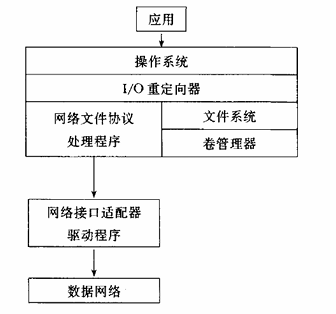 应用
操作系统
I/O 重定向器
网络文件协议
处理程序
文件系统
卷管理器
网络接口适配器
驱动程序
数据网络